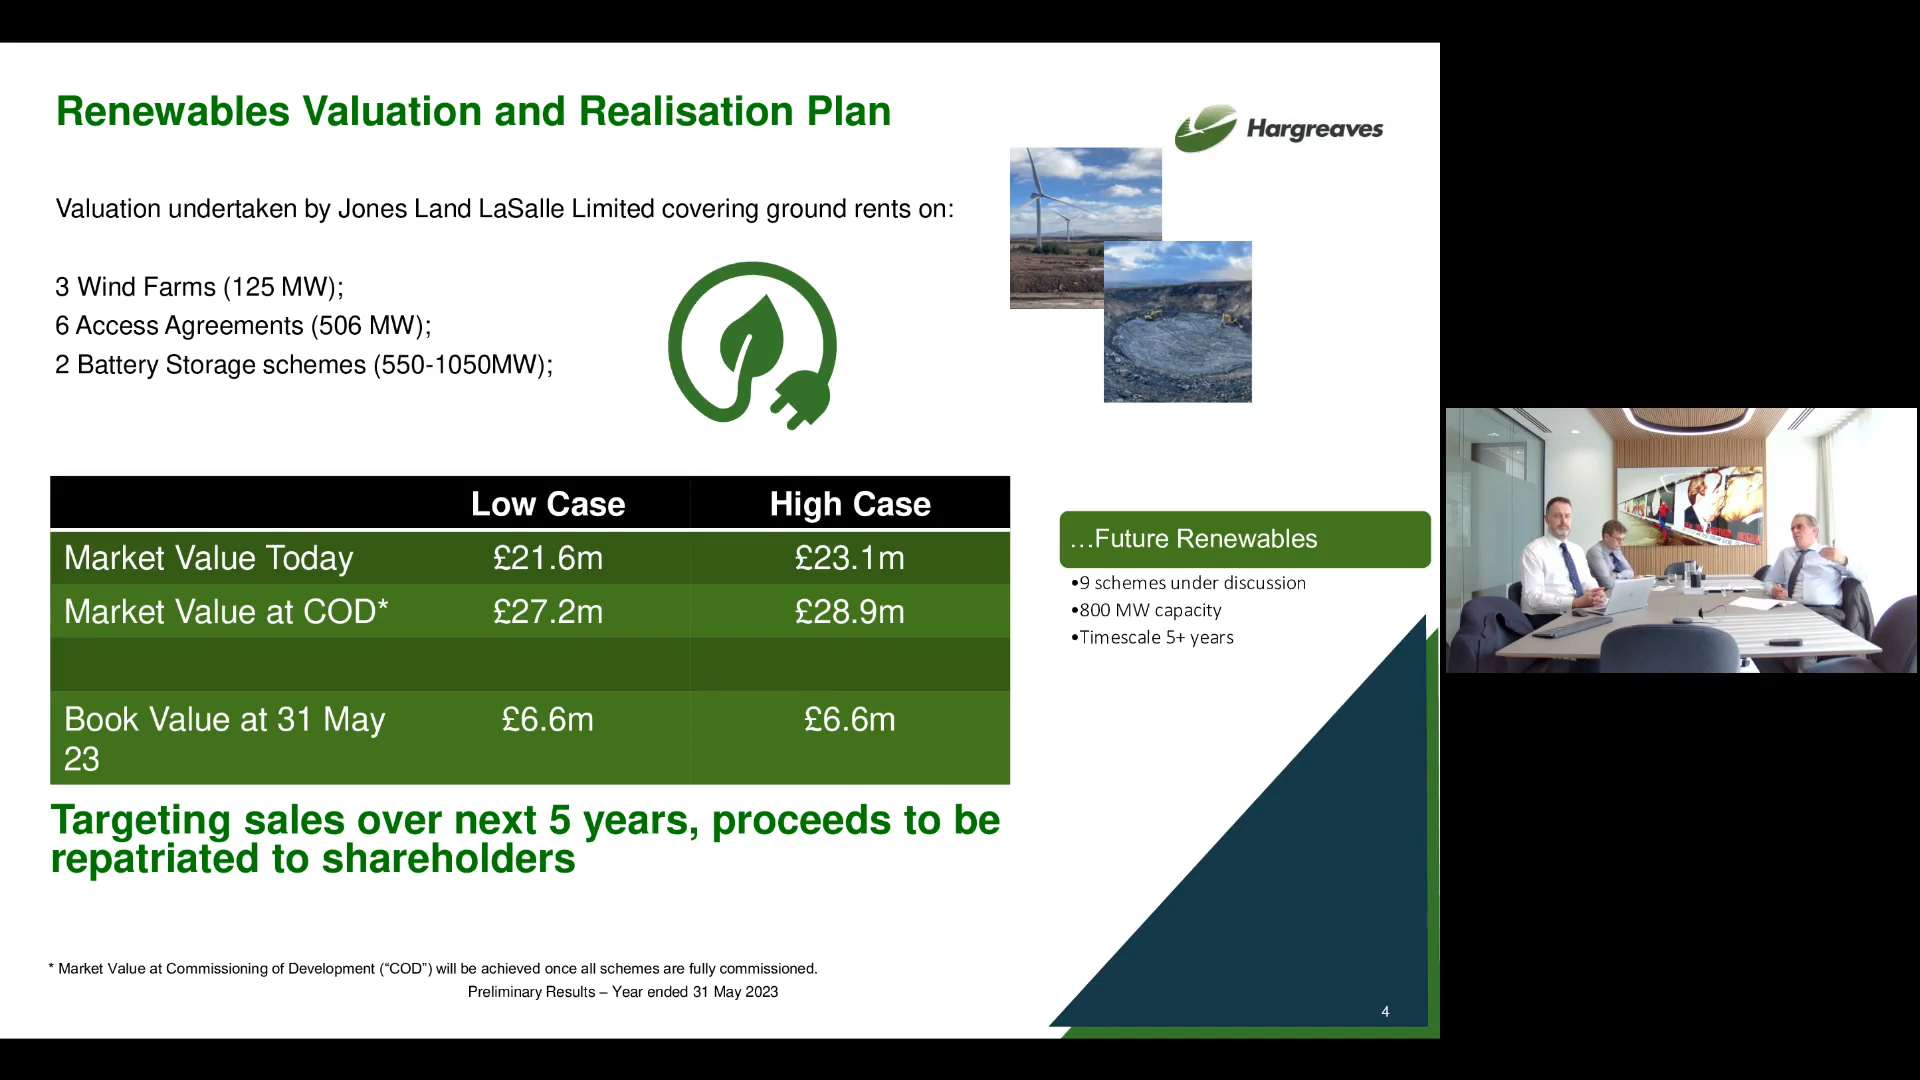 Renewables Valuation and Realisation Plan
Hargreaves
Valuation undertaken by Jones Land LaSalle Limited covering ground rents on:
3 Wind Farms (125 MW);
6 Access Agreements (506 MW);
2 Battery Storage schemes (550-1050MW);
Low Case High Case
Market Value Today £21.6m £23.1m
Market Value at COD* £27.2m £28.9m
Book Value at 31 May £6.6m £6.6m
23
…Future Renewables
•9 schemes under discussion
•800 MW capacity
•Timescale 5+ years
Targeting sales over next 5 years, proceeds to be
repatriated to shareholders
* Market Value at Commissioning of Development (“COD”) will be achieved once all schemes are fully commissioned.
Preliminary Results – Year ended 31 May 2023
4